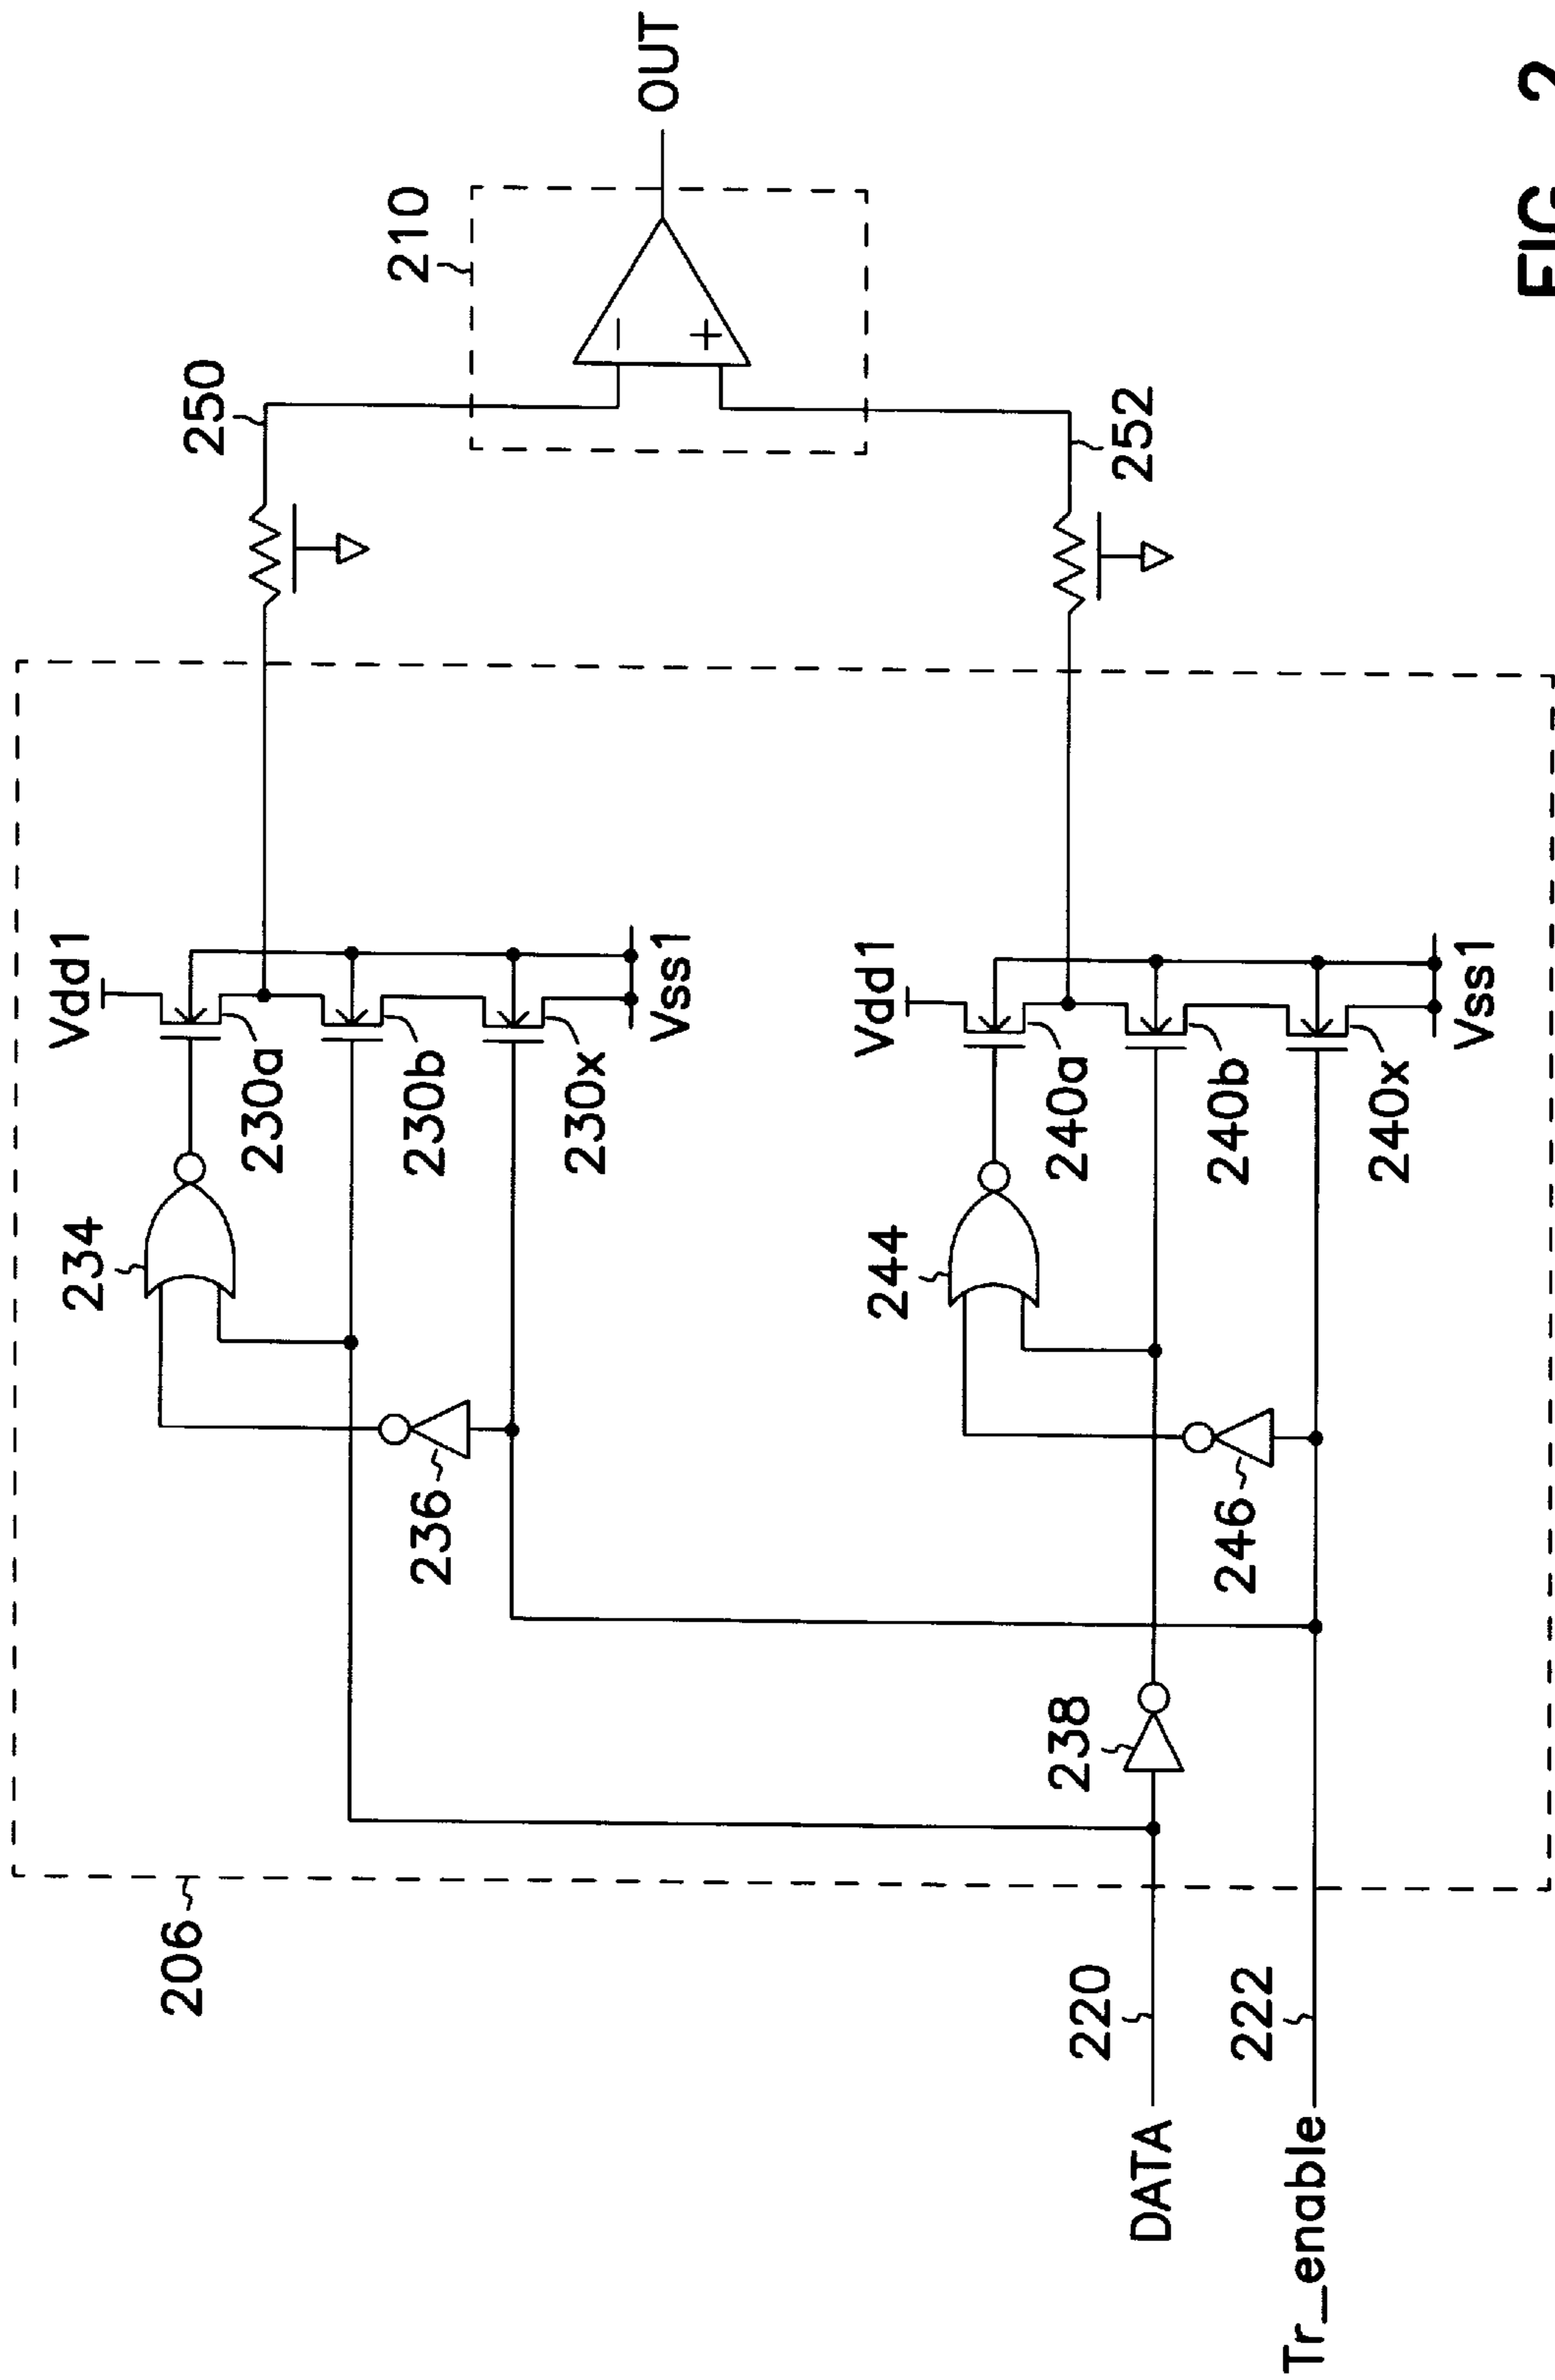 206
Vdd1
234
230a
236
230b
230x
Vss1
250
210
OUT
Vdd1
244
240a
238
246
240b
240x
Vss1
252
DATA
220
Tr_enable
222
FIG. 2